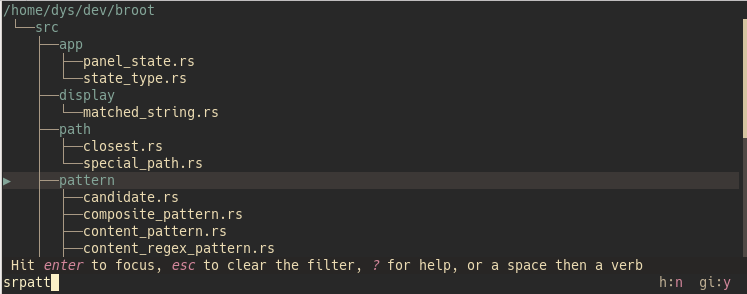 /home/dys/dev/broot
└──src
   ├──app
   │  ├──panel_state.rs
   │  └──state_type.rs
   ├──display
   │  └──matched_string.rs
   ├──path
   │  ├──closest.rs
   │  └──special_path.rs
▶  ├──pattern
   │  ├──candidate.rs
   │  ├──composite_pattern.rs
   │  ├──content_pattern.rs
   │  ├──content_regex_pattern.rs
Hit enter to focus, esc to clear the filter, ? for help, or a space then a verb
srpatt h:n gi:y